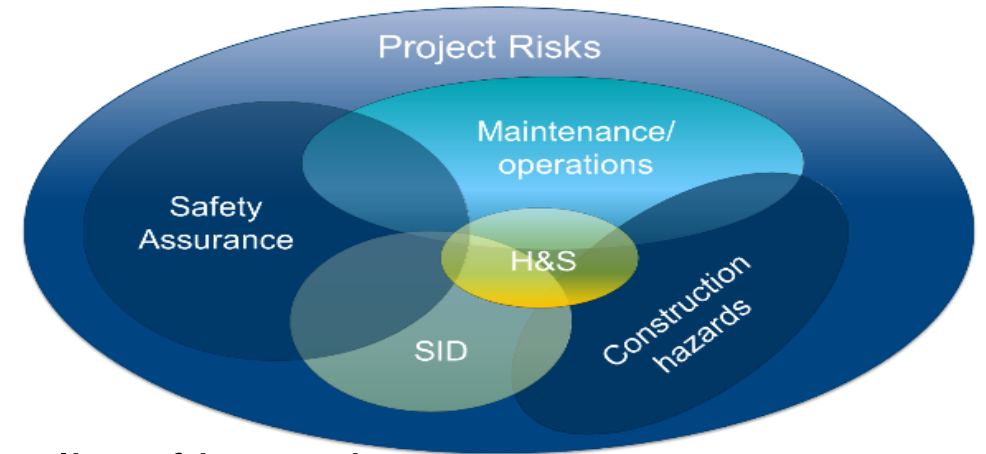 Project Risks
Maintenance/
operations
Safety
Assurance
H&S
Construction
hazards
SID